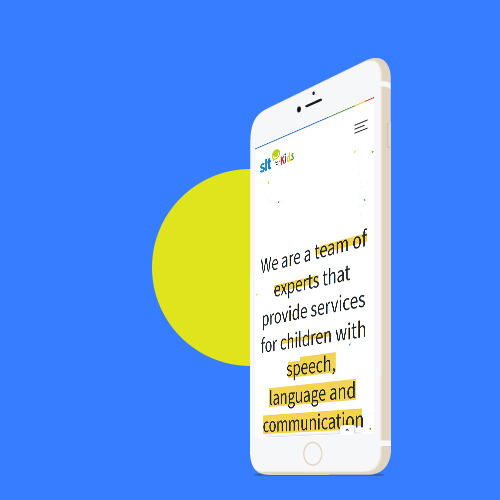 slt Kids
We are a team of
experts that
provide services
for children with
speech,
language and
communication